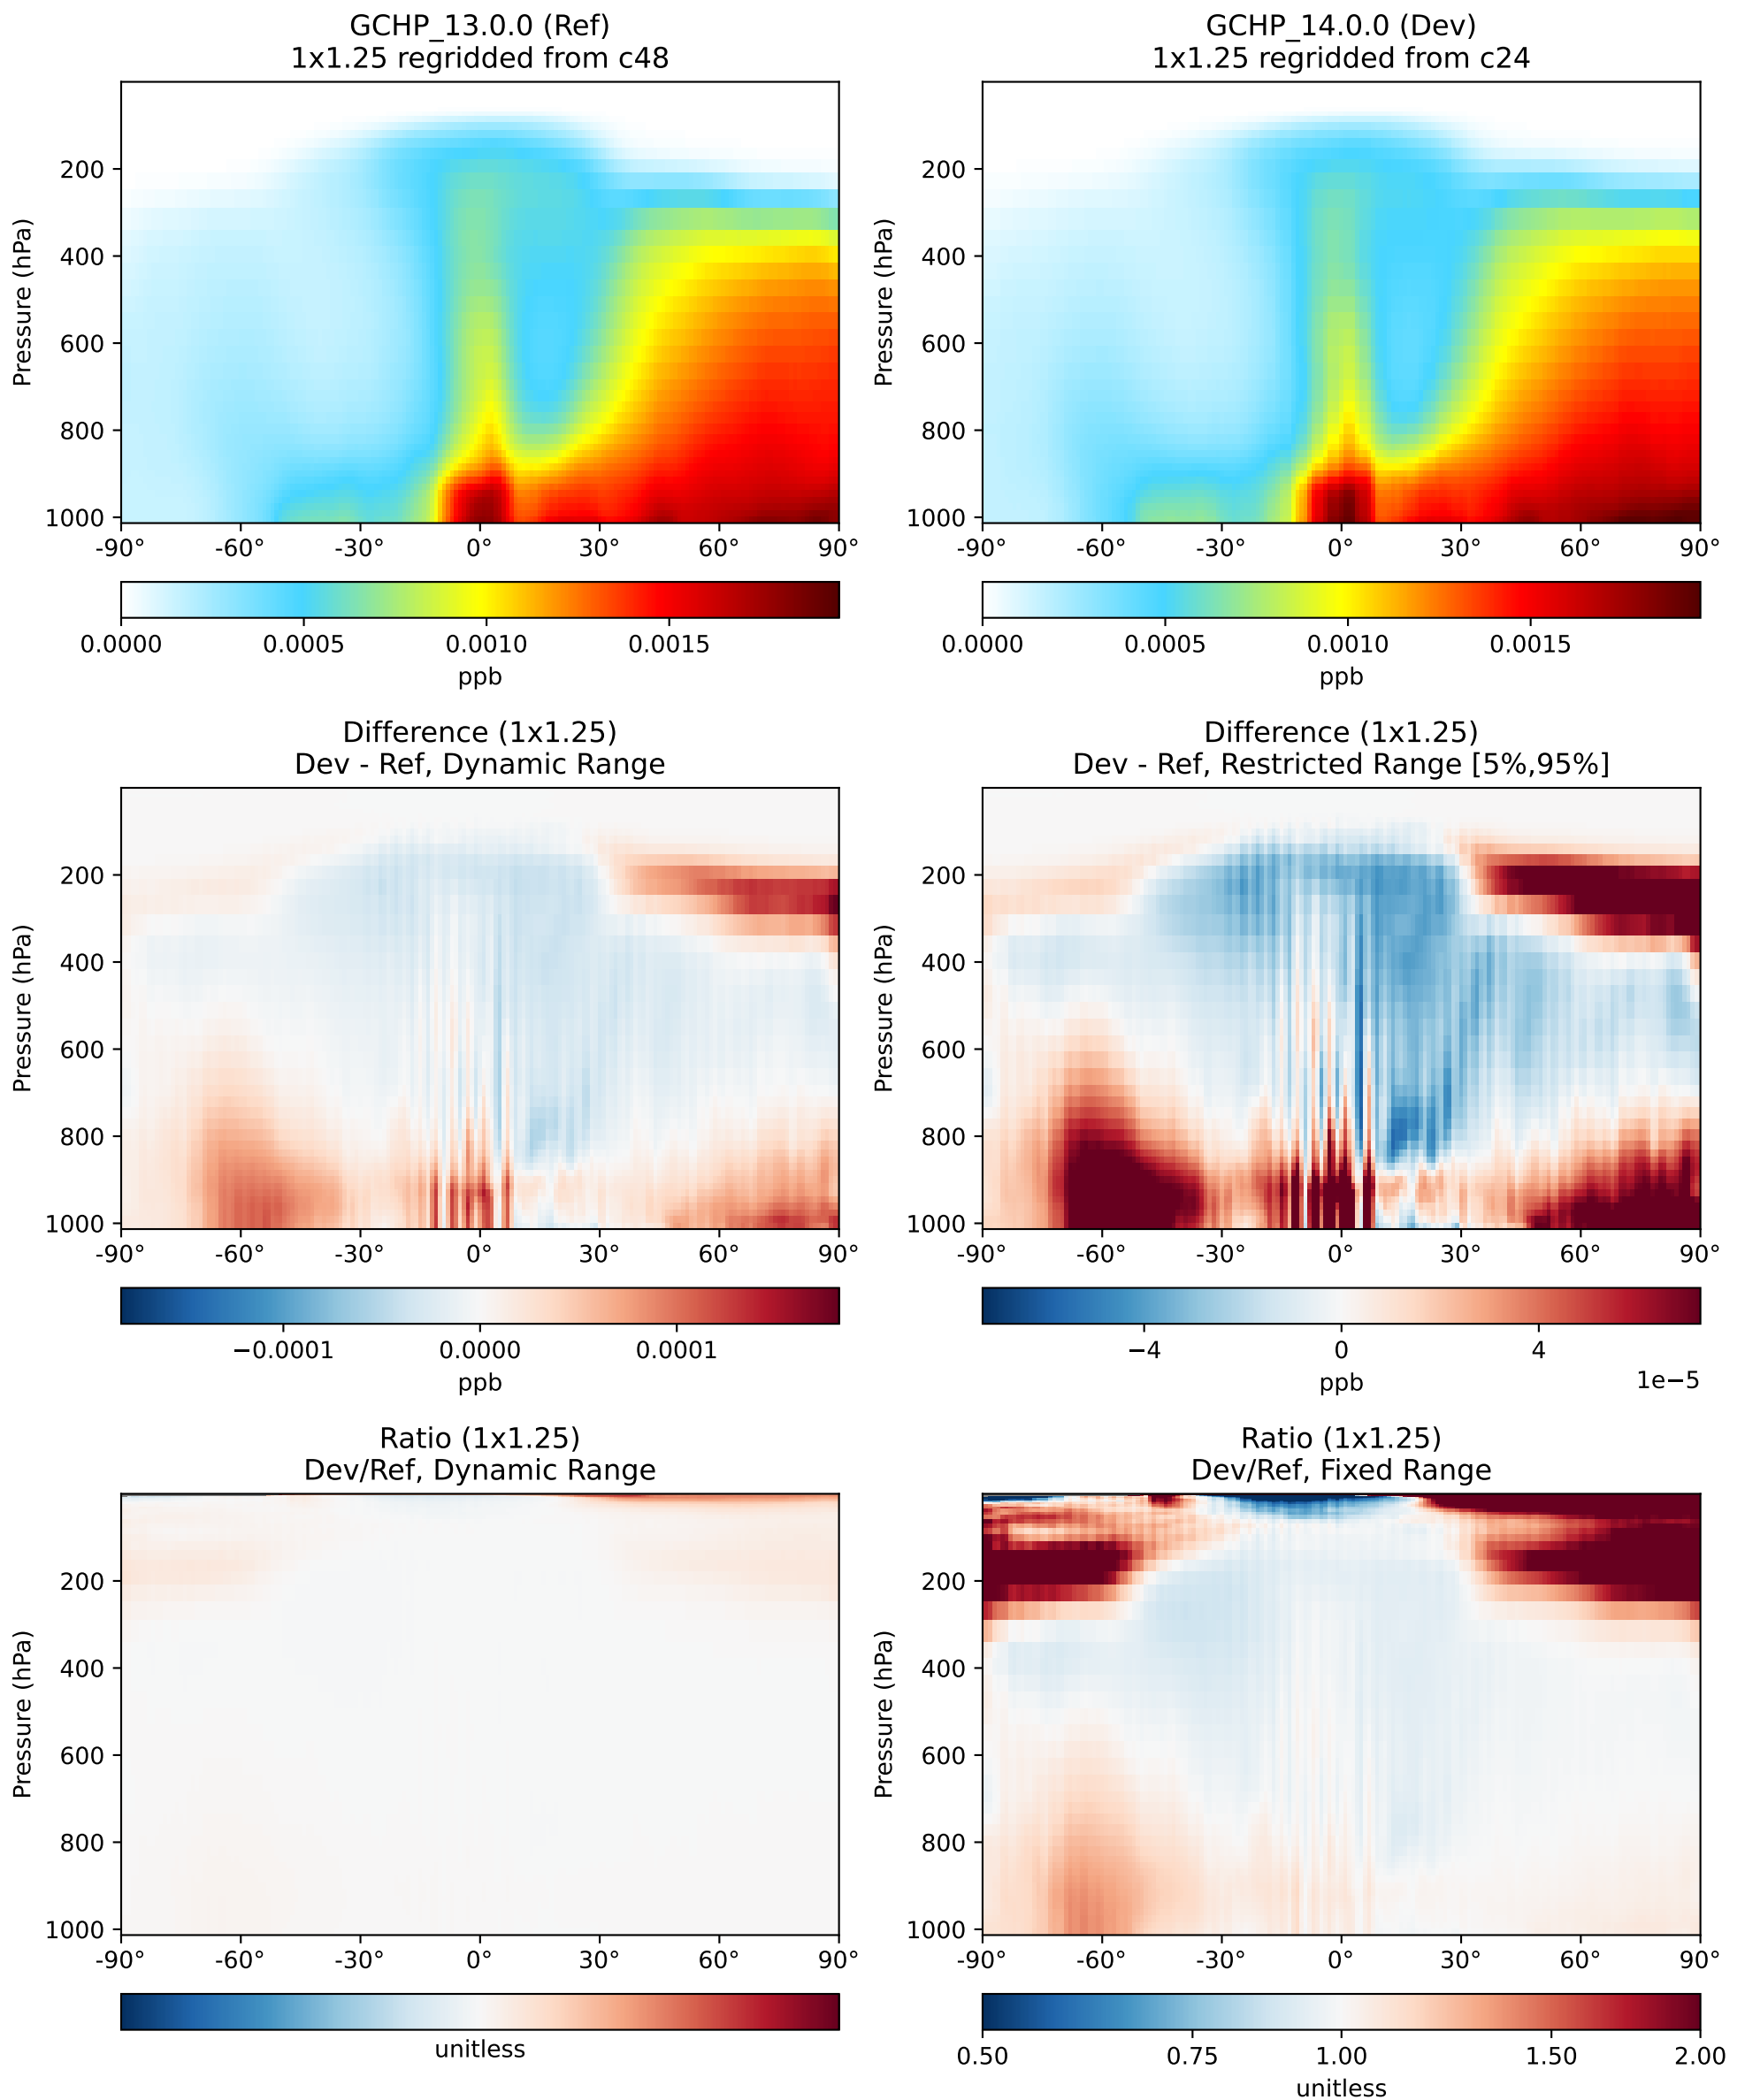 GCHP_13.0.0 (Ref)
1x1.25 regridded from c48
Pressure (hPa)
200
400
600
800
1000
-90° -60° -30° 0° 30° 60° 90°
0.0000 0.0005 0.0010 0.0015
ppb
GCHP_14.0.0 (Dev)
1x1.25 regridded from c24
Pressure (hPa)
200
400
600
800
1000
-90° -60° -30° 0° 30° 60° 90°
0.0000 0.0005 0.0010 0.0015
ppb
Difference (1x1.25)
Dev - Ref, Dynamic Range
Pressure (hPa)
200
400
600
800
1000
-90° -60° -30° 0° 30° 60° 90°
−0.0001 0.0000 0.0001
ppb
Difference (1x1.25)
Dev - Ref, Restricted Range [5%,95%]
Pressure (hPa)
200
400
600
800
1000
-90° -60° -30° 0° 30° 60° 90°
−4 0 4
ppb
1e−5
Ratio (1x1.25)
Dev/Ref, Dynamic Range
Pressure (hPa)
200
400
600
800
1000
-90° -60° -30° 0° 30° 60° 90°
unitless
Ratio (1x1.25)
Dev/Ref, Fixed Range
Pressure (hPa)
200
400
600
800
1000
-90° -60° -30° 0° 30° 60° 90°
0.50 0.75 1.00 1.50 2.00
unitless